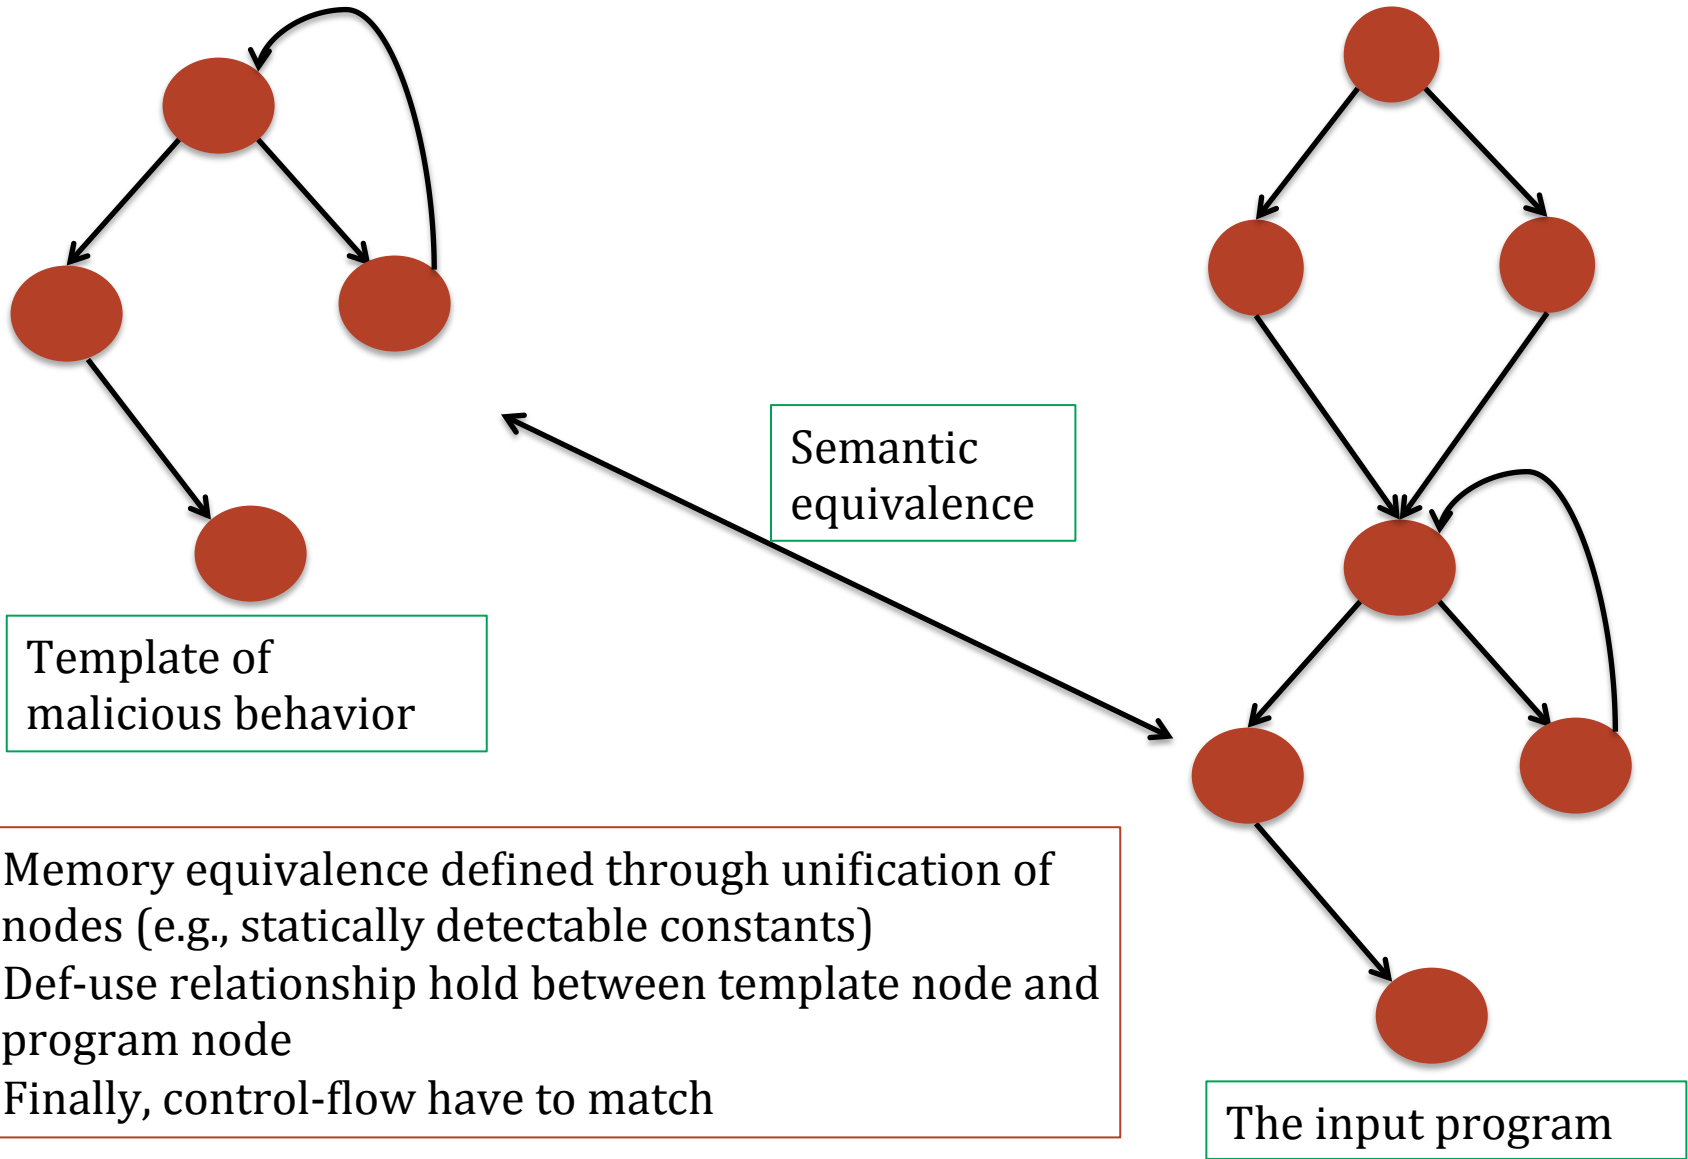 Semantic
equivalence
Template of
malicious behavior
Memory equivalence defined through unification of
nodes (e.g., statically detectable constants)
Def-use relationship hold between template node and
program node
Finally, control-flow have to match
The input program